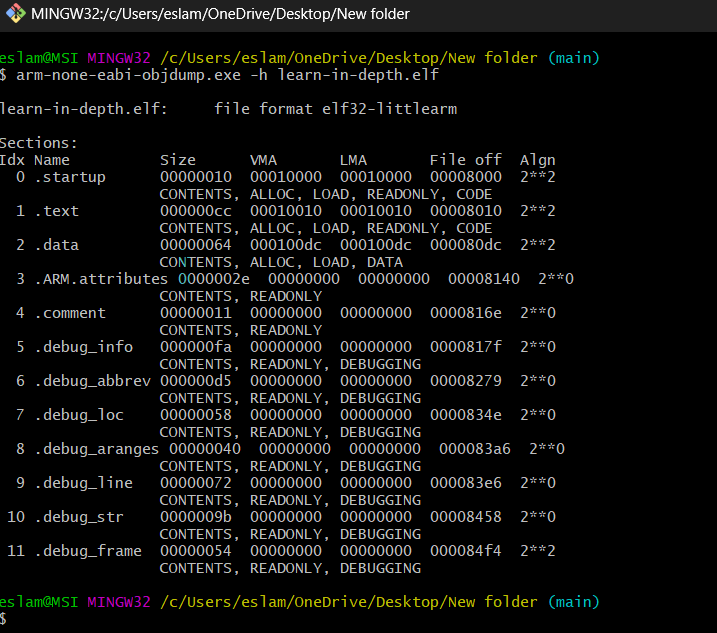 MINGW32:/c/Users/eslam/OneDrive/Desktop/New folder
eslam@MSI MINGW32 /c/Users/eslam/OneDrive/Desktop/New folder (main)
$ arm-none-eabi-objdump.exe -h learn-in-depth.elf
learn-in-depth.elf:     file format elf32-littlearm
Sections:
Idx Name          Size      VMA       LMA       File off  Algn
  0 .startup      00000010  00010000  00010000  00008000  2**2
                  CONTENTS, ALLOC, LOAD, READONLY, CODE
  1 .text         000000cc  00010010  00010010  00008010  2**2
                  CONTENTS, ALLOC, LOAD, READONLY, CODE
  2 .data         00000064  000100dc  000100dc  000080dc  2**2
                  CONTENTS, ALLOC, LOAD, DATA
  3 .ARM.attributes 0000002e  00000000  00000000  00008140  2**0
                  CONTENTS, READONLY
  4 .comment      00000011  00000000  00000000  0000816e  2**0
                  CONTENTS, READONLY
  5 .debug_info   000000fa  00000000  00000000  0000817f  2**0
                  CONTENTS, READONLY, DEBUGGING
  6 .debug_abbrev 000000d5  00000000  00000000  00008279  2**0
                  CONTENTS, READONLY, DEBUGGING
  7 .debug_loc    00000058  00000000  00000000  0000834e  2**0
                  CONTENTS, READONLY, DEBUGGING
  8 .debug_aranges 00000040  00000000  00000000  000083a6  2**0
                  CONTENTS, READONLY, DEBUGGING
  9 .debug_line   00000072  00000000  00000000  000083e6  2**0
                  CONTENTS, READONLY, DEBUGGING
 10 .debug_str    0000009b  00000000  00000000  00008458  2**0
                  CONTENTS, READONLY, DEBUGGING
 11 .debug_frame  00000054  00000000  00000000  000084f4  2**2
                  CONTENTS, READONLY, DEBUGGING
eslam@MSI MINGW32 /c/Users/eslam/OneDrive/Desktop/New folder (main)
$